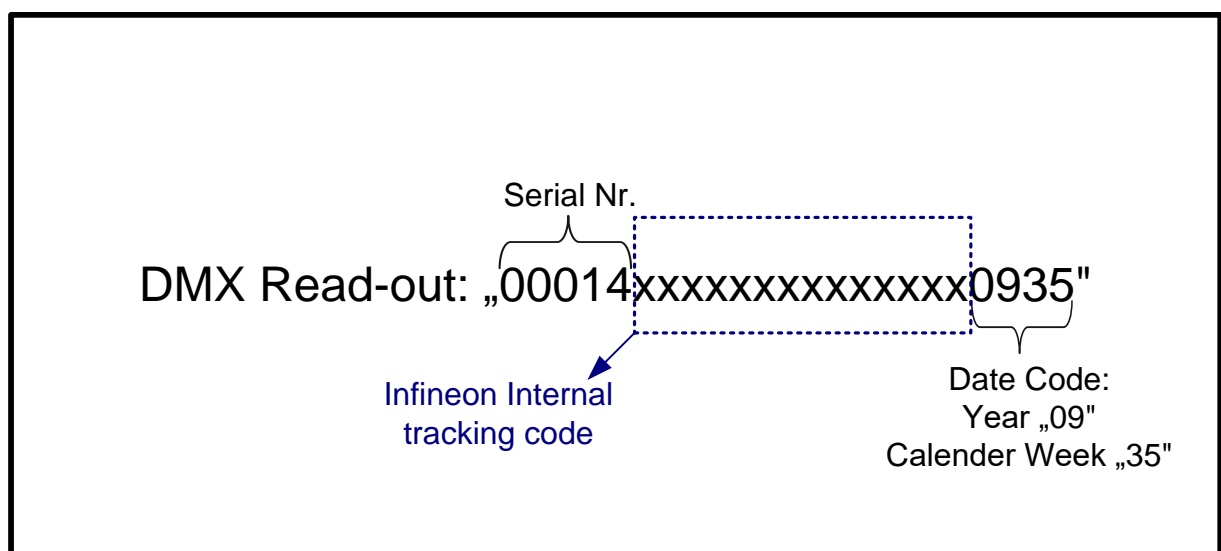 Serial Nr.
DMX Read-out: „00014xxxxxxxxxxxxxx0935"
Infineon Internal
tracking code
Date Code:
Year „09"
Calender Week „35"